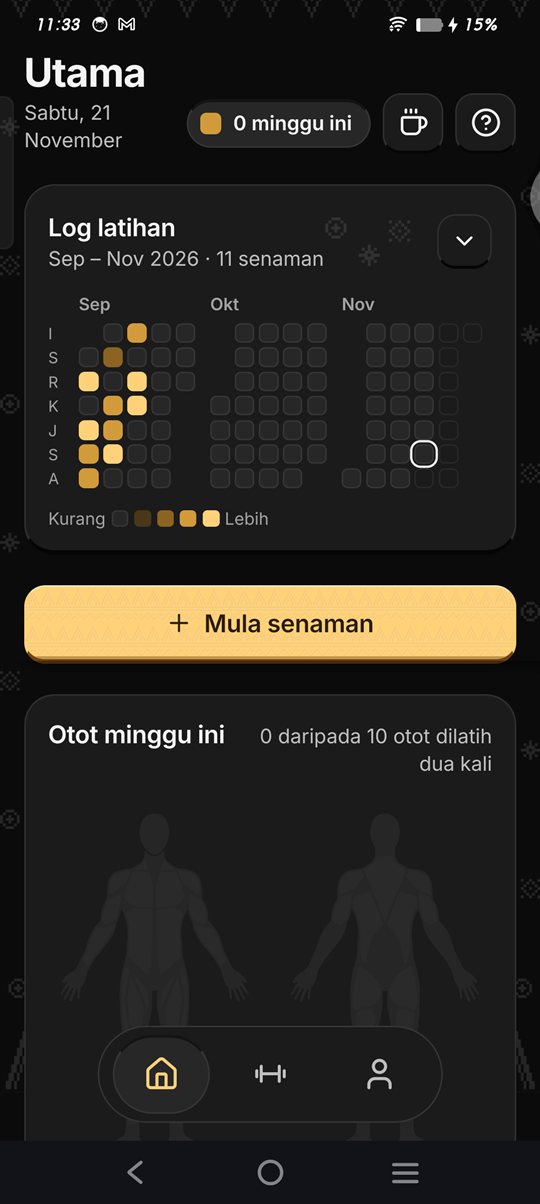 11:33
15%
Utama
Sabtu, 21
November
0 minggu ini
Log latihan
Sep – Nov 2026 · 11 senaman
Sep Okt Nov
I
S
R
K
J
S
A
Kurang Lebih
Mula senaman
Otot minggu ini
0 daripada 10 otot dilatih
dua kali